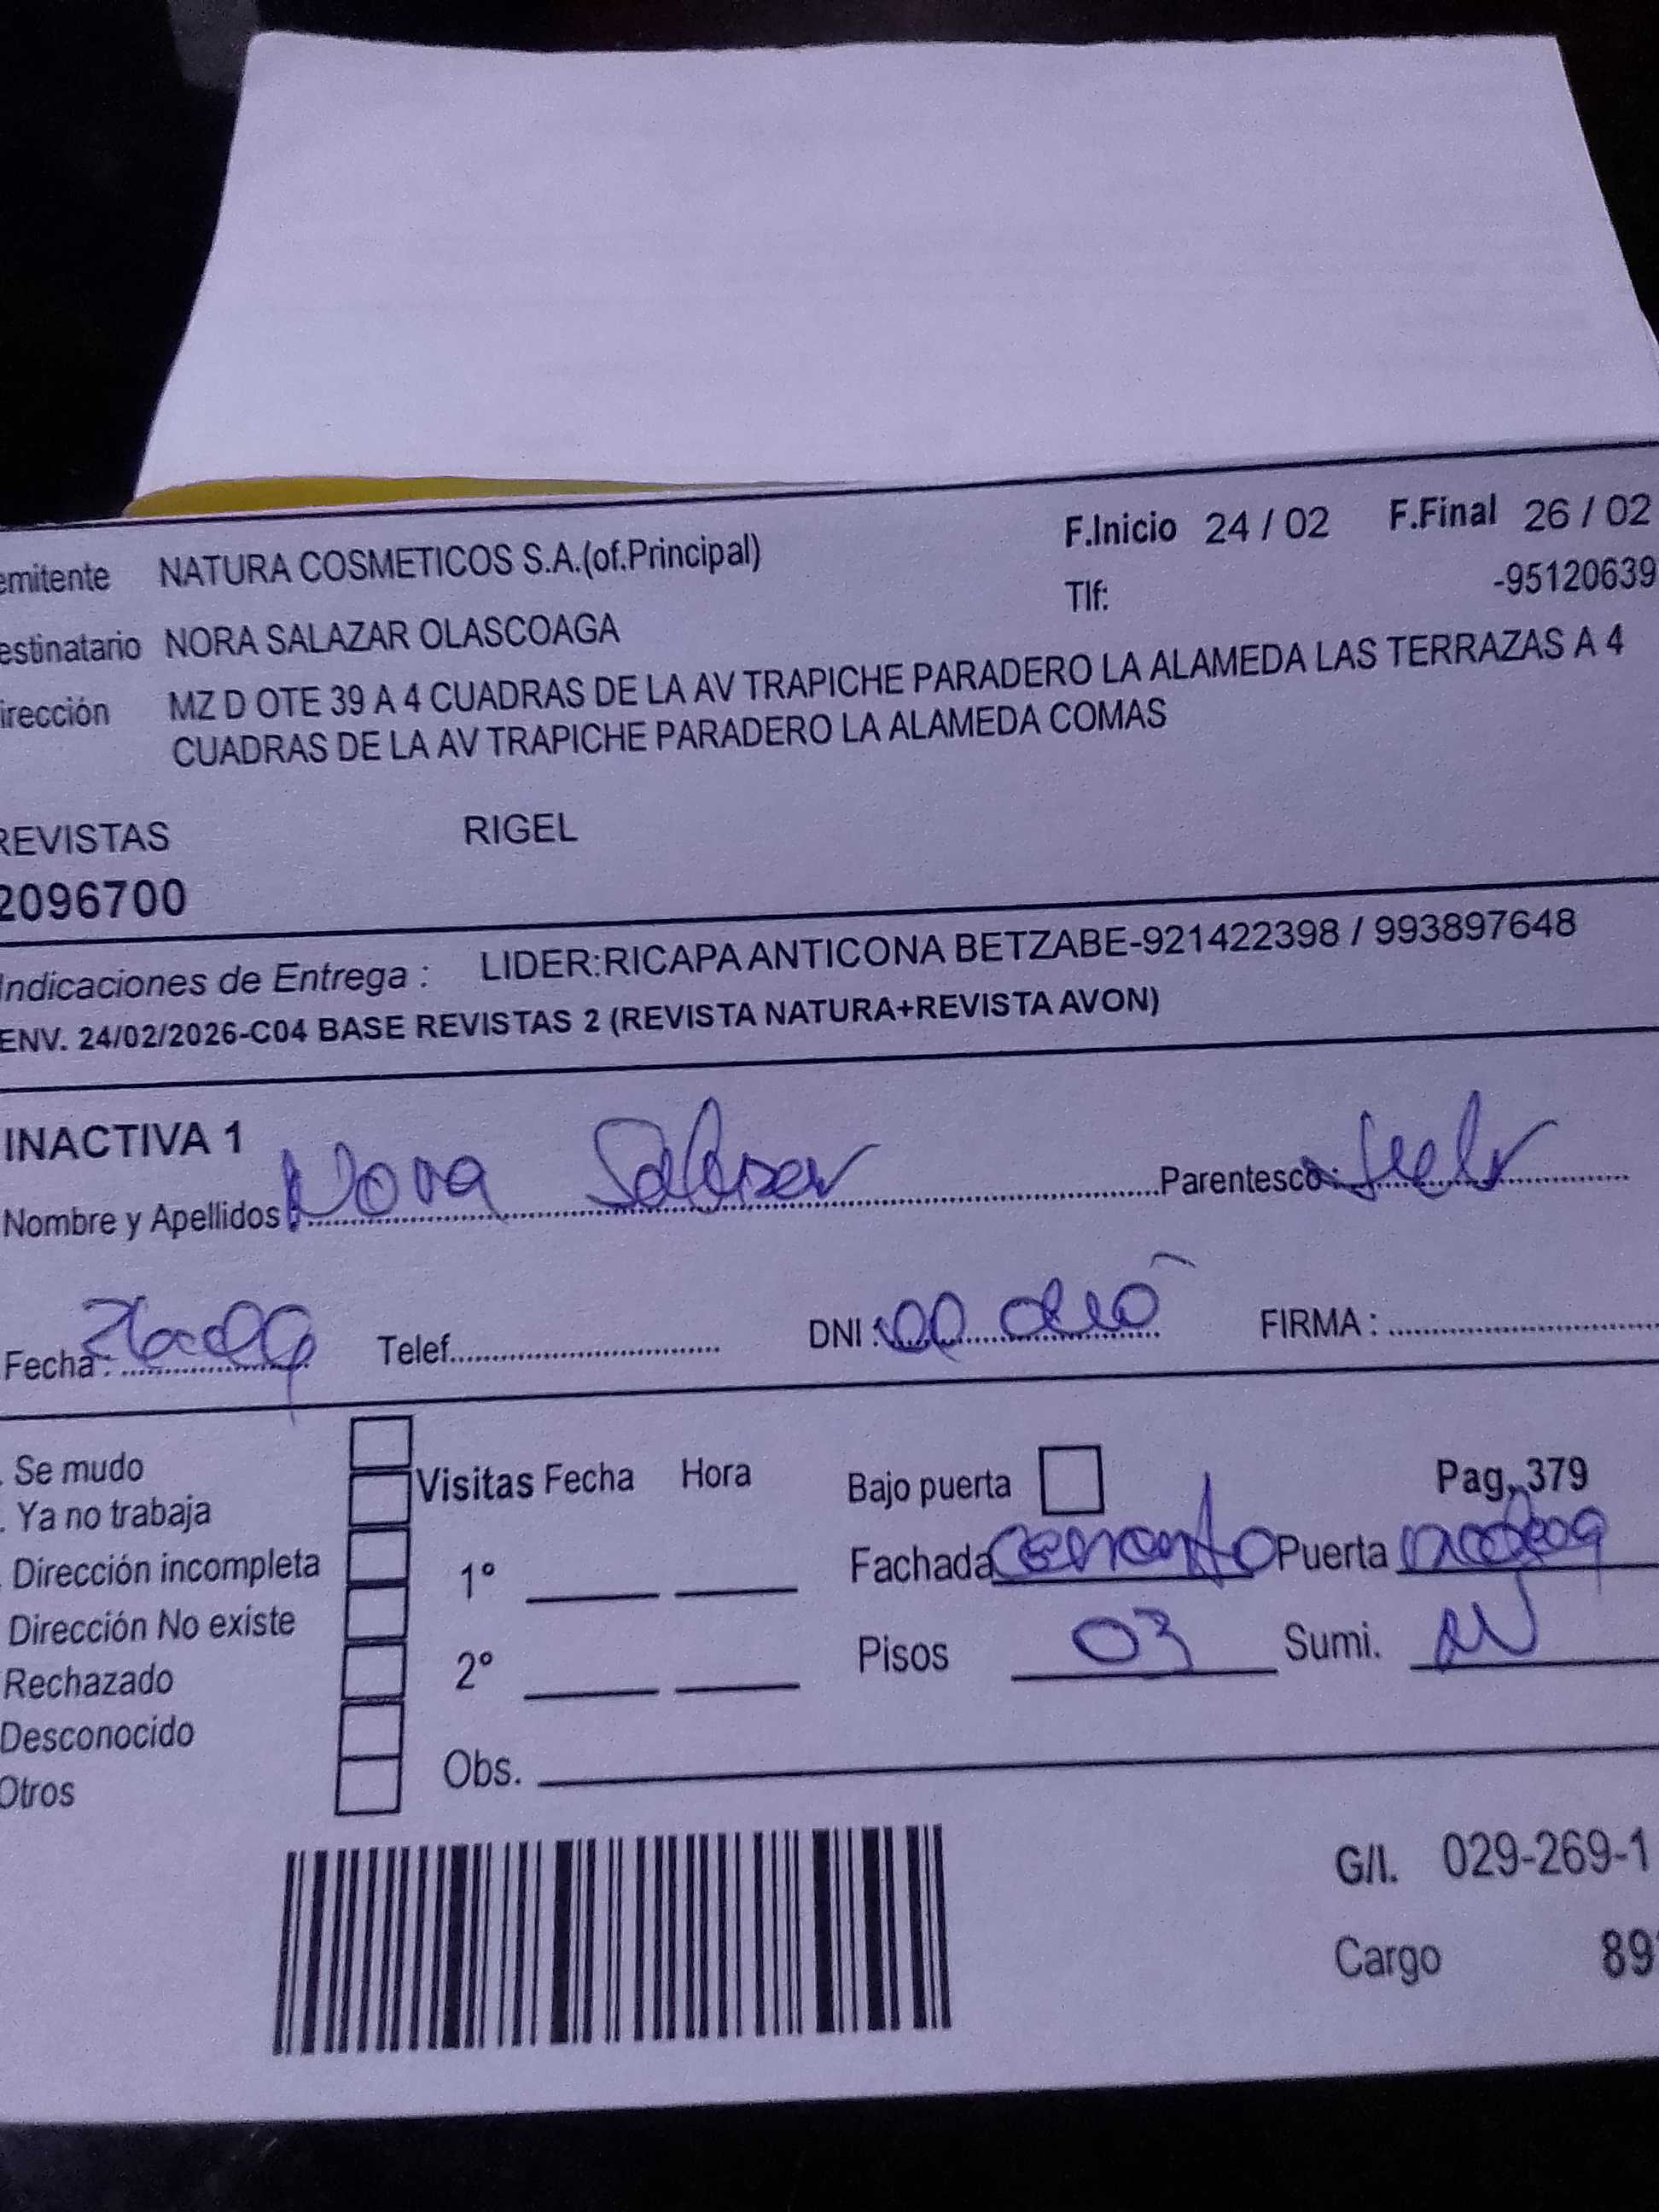 emitente NATURA COSMETICOS S.A.(of.Principal) F.Inicio 24 / 02 F.Final 26 / 02
Tlf: -95120639
estinatario NORA SALAZAR OLASCOAGA
irección MZ D OTE 39 A 4 CUADRAS DE LA AV TRAPICHE PARADERO LA ALAMEDA LAS TERRAZAS A 4
CUADRAS DE LA AV TRAPICHE PARADERO LA ALAMEDA COMAS
REVISTAS RIGEL
2096700
Indicaciones de Entrega : LIDER:RICAPA ANTICONA BETZABE-921422398 / 993897648
ENV. 24/02/2026-C04 BASE REVISTAS 2 (REVISTA NATURA+REVISTA AVON)
INACTIVA 1
Nombre y Apellidos Nora Salazar Parentesco:
Fecha: Telef. DNI: FIRMA:
Se mudo
Ya no trabaja
Dirección incompleta
Dirección No existe
Rechazado
Desconocido
Otros
Visitas Fecha Hora
1°
2°
Obs.
Bajo puerta Pag. 379
Fachada cemento Puerta
Pisos 03 Sumi.
G/I. 029-269-1
Cargo 89